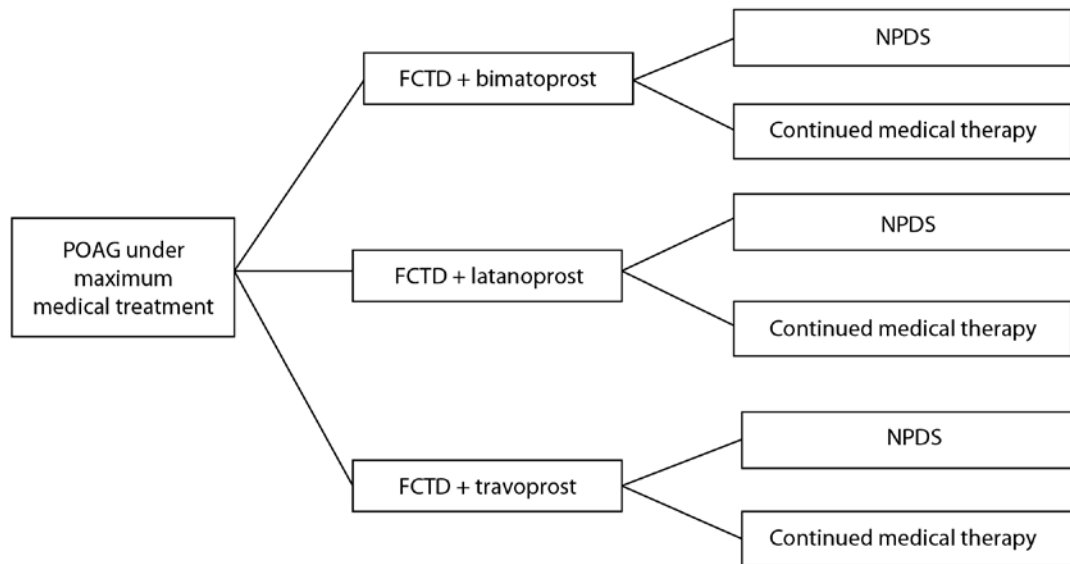 NPDS
FCTD + bimatoprost
Continued medical therapy
NPDS
POAG under
maximum
medical treatment
FCTD + latanoprost
Continued medical therapy
NPDS
FCTD + travoprost
Continued medical therapy